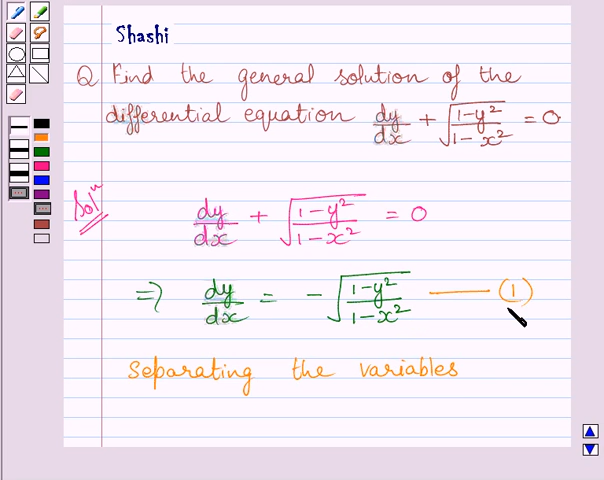 Shashi
Q Find the general solution of the
differential equation dy/dx + √((1-y²)/(1-x²)) = 0
Solⁿ
dy/dx + √((1-y²)/(1-x²)) = 0
⇒ dy/dx = -√((1-y²)/(1-x²)) —— (1)
Separating the variables